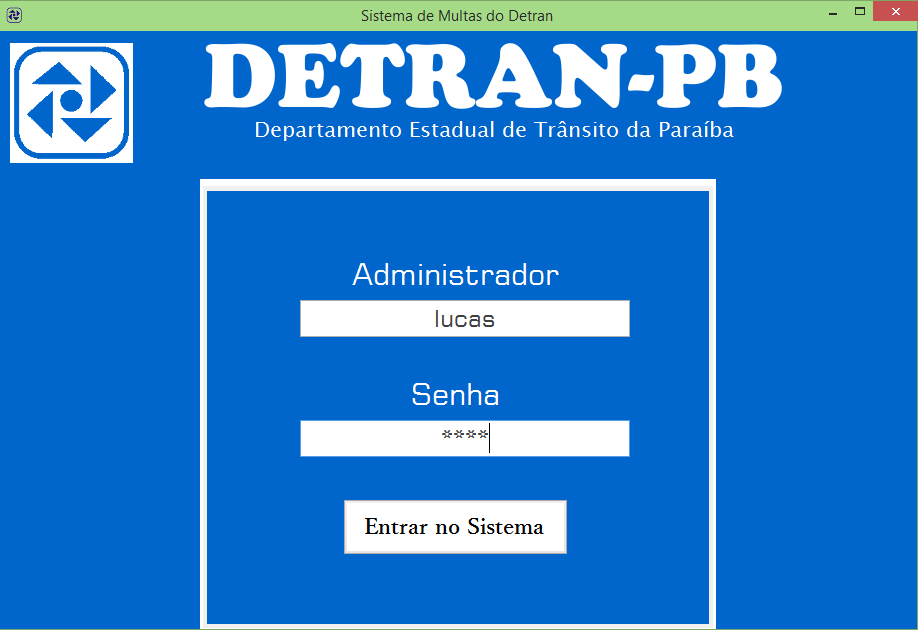 Sistema de Multas do Detran
DETRAN-PB
Departamento Estadual de Trânsito da Paraíba
Administrador
lucas
Senha
****
Entrar no Sistema